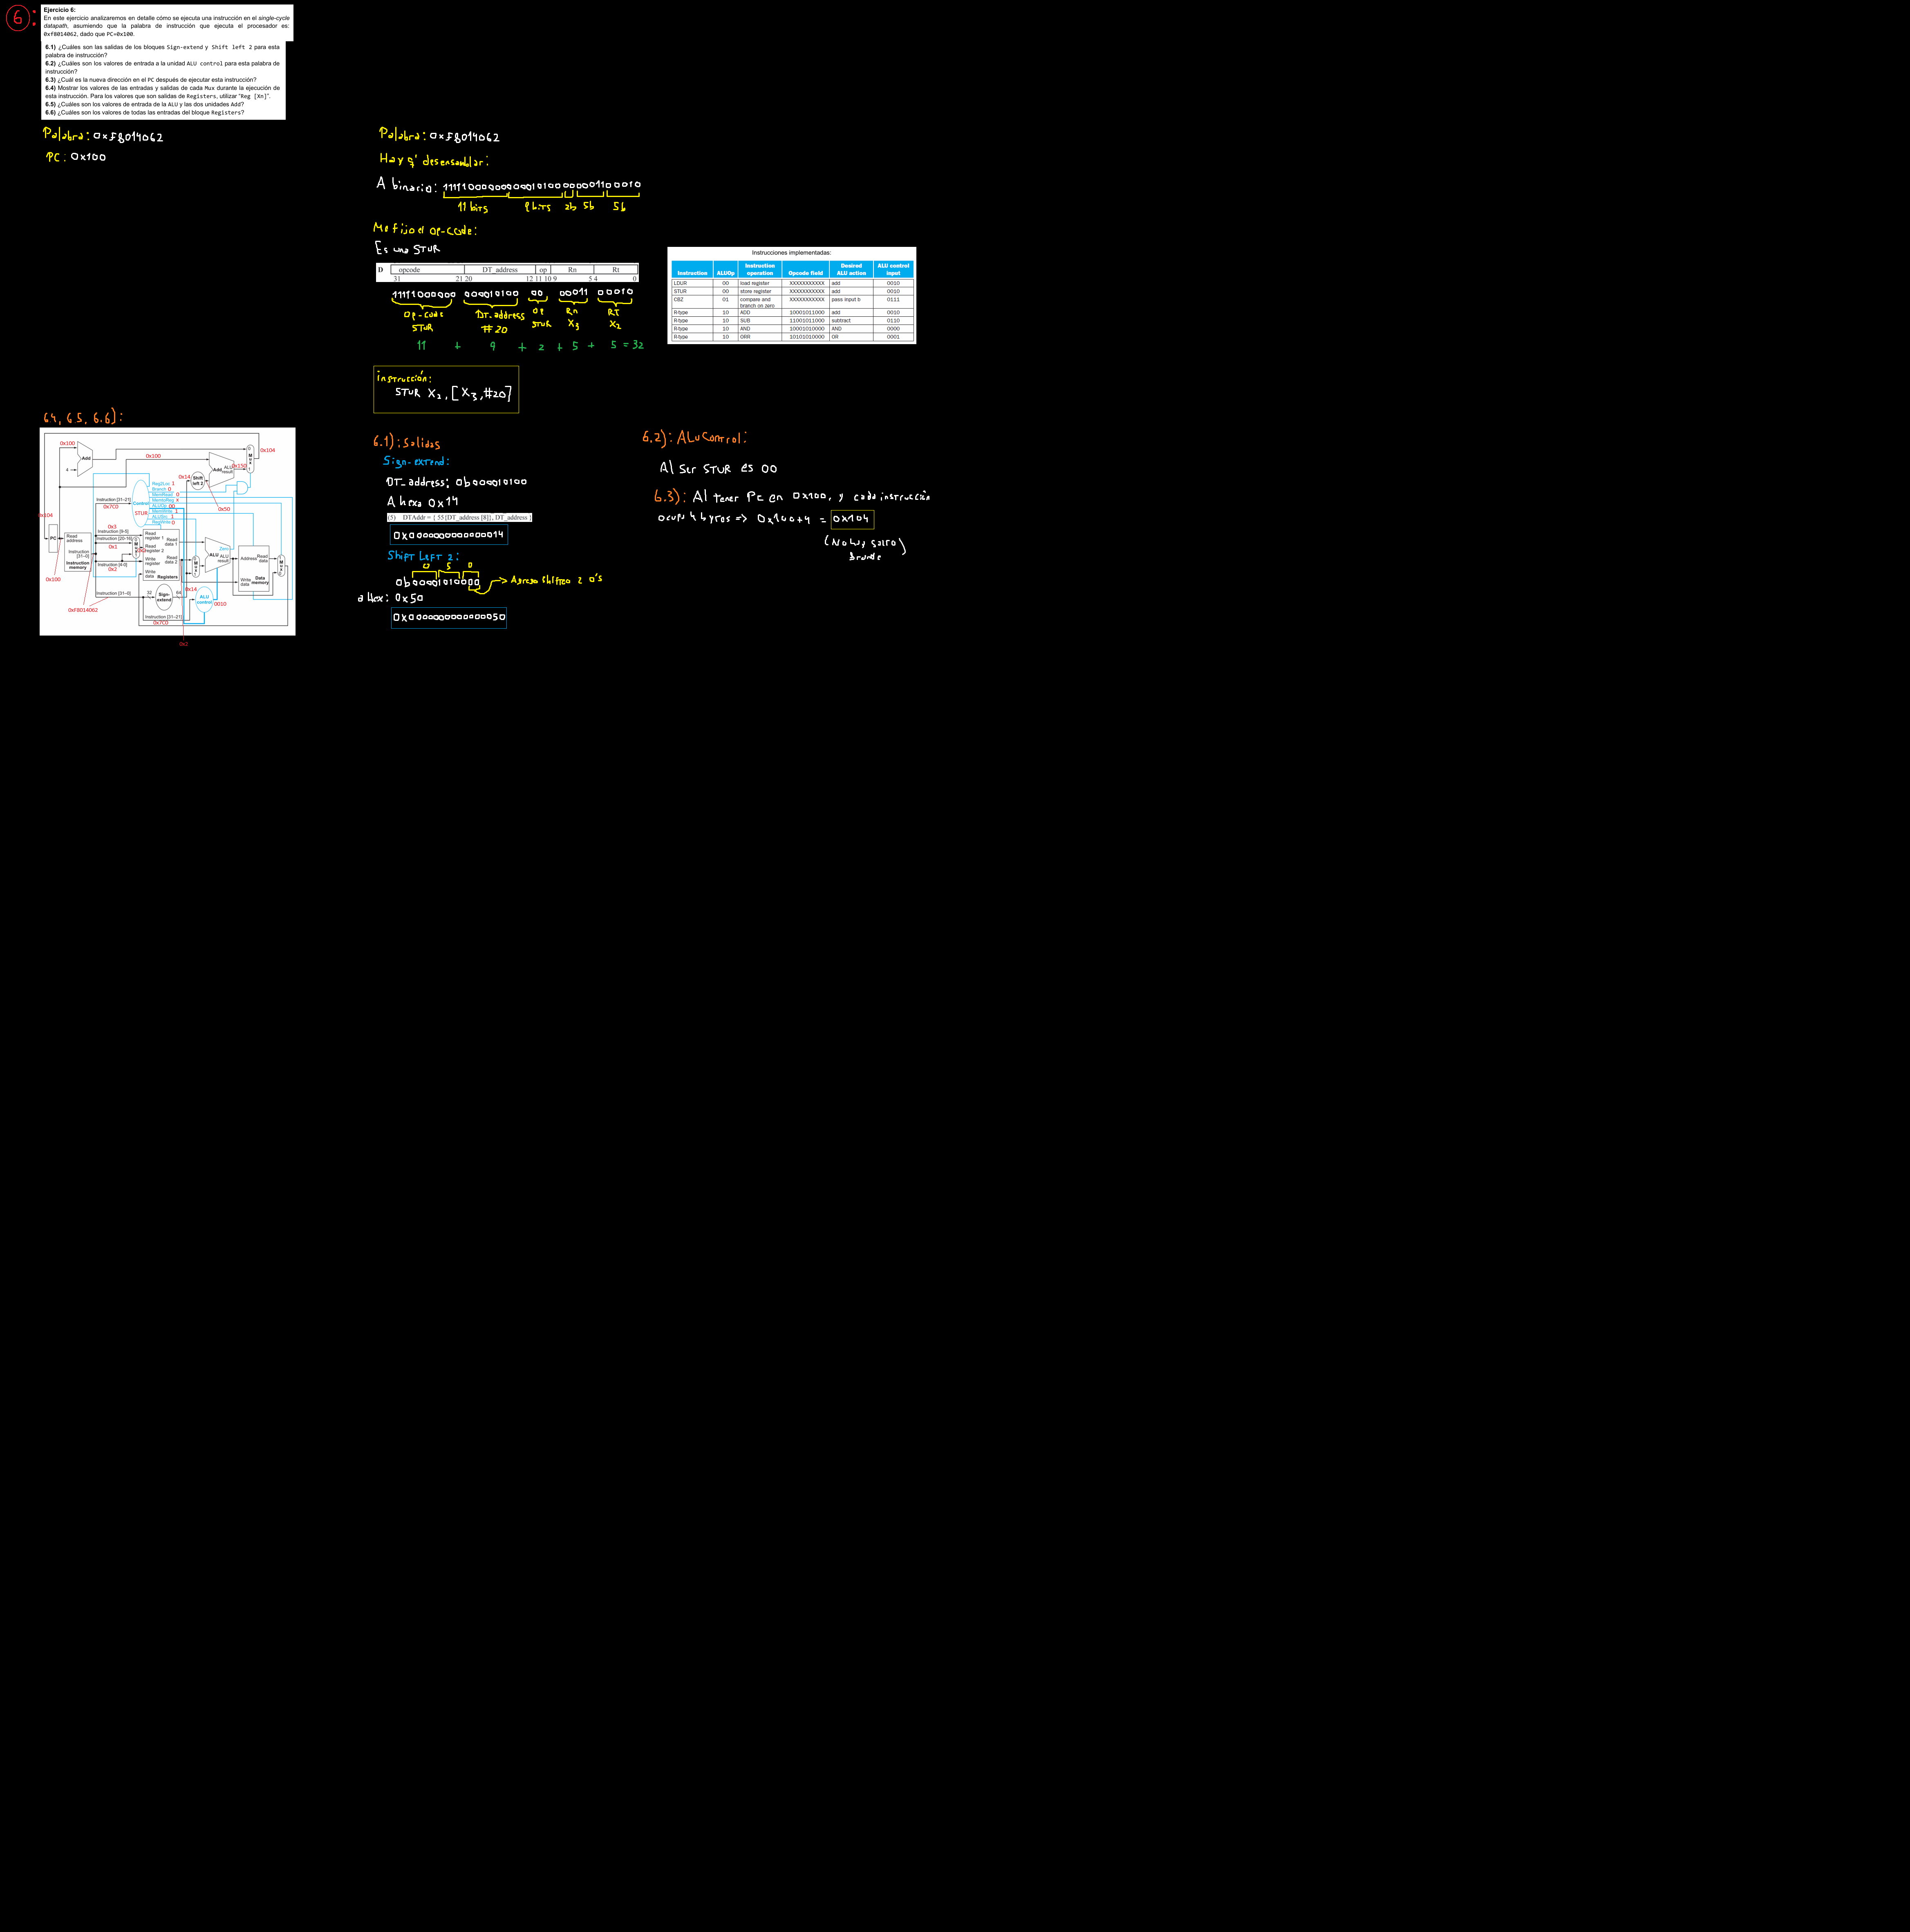 6:
Ejercicio 6:
En este ejercicio analizaremos en detalle cómo se ejecuta una instrucción en el single-cycle
datapath, asumiendo que la palabra de instrucción que ejecuta el procesador es:
0xf8014062, dado que PC=0x100.
6.1) ¿Cuáles son las salidas de los bloques Sign-extend y Shift left 2 para esta
palabra de instrucción?
6.2) ¿Cuáles son los valores de entrada a la unidad ALU control para esta palabra de
instrucción?
6.3) ¿Cuál es la nueva dirección en el PC después de ejecutar esta instrucción?
6.4) Mostrar los valores de las entradas y salidas de cada Mux durante la ejecución de
esta instrucción. Para los valores que son salidas de Registers, utilizar "Reg [Xn]".
6.5) ¿Cuáles son los valores de entrada de la ALU y las dos unidades Add?
6.6) ¿Cuáles son los valores de todas las entradas del bloque Registers?
Palabra: 0xF8014062
PC: 0x100
Palabra: 0xF8014062
Hay q' desensamblar:
A binario: 11111000000000010100000001100010
11 bits 9 bits 2b 5b 5b
Me fijo el op-code:
Es una STUR
D opcode DT_address op Rn Rt
31 21 20 12 11 10 9 5 4 0
11111000000 000010100 00 00011 00010
op-code DT-address op Rn RT
STUR #20 STUR X3 X2
11 + 9 + 2 + 5 + 5 = 32
instrucción:
STUR X2, [X3, #20]
Instrucciones implementadas:
Instruction ALUOp Instruction operation Opcode field Desired ALU action ALU control input
LDUR 00 load register XXXXXXXXXXX add 0010
STUR 00 store register XXXXXXXXXXX add 0010
CBZ 01 compare and branch on zero XXXXXXXXXXX pass input b 0111
R-type 10 ADD 10001011000 add 0010
R-type 10 SUB 11001011000 subtract 0110
R-type 10 AND 10001010000 AND 0000
R-type 10 ORR 10101010000 OR 0001
6.4, 6.5, 6.6):
0x100
Add
4
0x100
Add ALU result
0x150
0 M u x 1
0x104
0x14
Shift left 2
0x50
Instruction [31–21]
0x7C0
Control
STUR
Reg2Loc 1
Branch 0
MemRead 0
MemtoReg x
ALUOp 00
MemWrite 1
ALUSrc 1
RegWrite 0
0x104
PC
0x100
Read address
Instruction [31–0]
Instruction memory
0x3
Instruction [9-5]
Instruction [20-16]
0x1
Instruction [4-0]
0x2
0xF8014062
Read register 1
Read register 2
Write register
Write data
Read data 1
Read data 2
Registers
Zero
ALU ALU result
Address
Read data
Write data
Data memory
Instruction [31–0]
32
Sign-extend
64
0x14
ALU control
0010
Instruction [31–21]
0x7C0
0x2
6.1): Salidas
Sign-extend:
DT-address: 0b000010100
A hexa 0x14
(5) DTAddr = { 55{DT_address [8]}, DT_address }
0x0000000000000014
Shift Left 2:
0 5 0
0b00001010000
Agrega shifteo 2 0's
a Hex: 0x50
0x0000000000000050
6.2): ALU Control:
Al ser STUR es 00
6.3): Al tener PC en 0x100, y cada instrucción
ocupa 4 bytes => 0x100+4 = 0x104
(No hay salto)